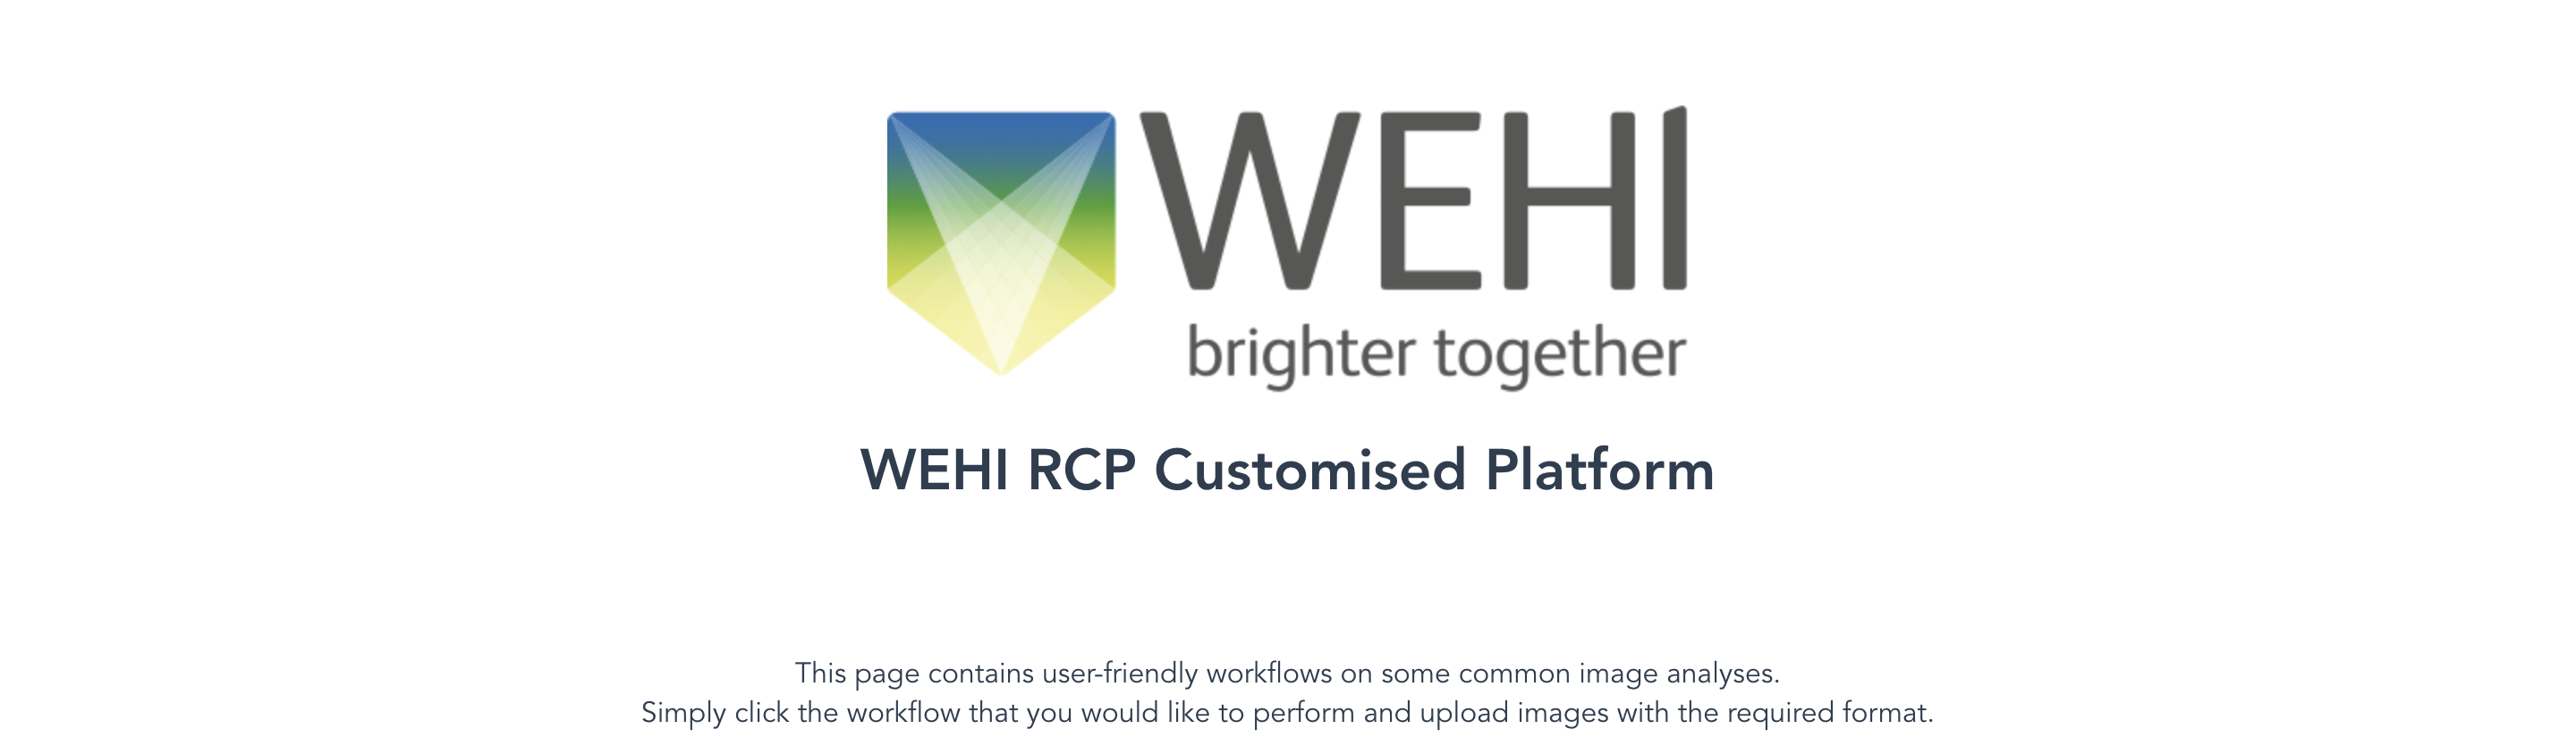 WEHI
brighter together
WEHI RCP Customised Platform
This page contains user-friendly workflows on some common image analyses.
Simply click the workflow that you would like to perform and upload images with the required format.